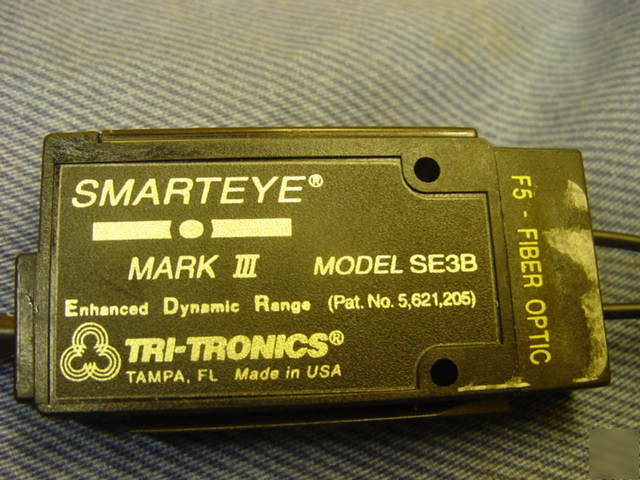 SMARTEYE®
MARK III MODEL SE3B
Enhanced Dynamic Range (Pat. No. 5,621,205)
TRI-TRONICS®
TAMPA, FL Made in USA
F5 - FIBER OPTIC